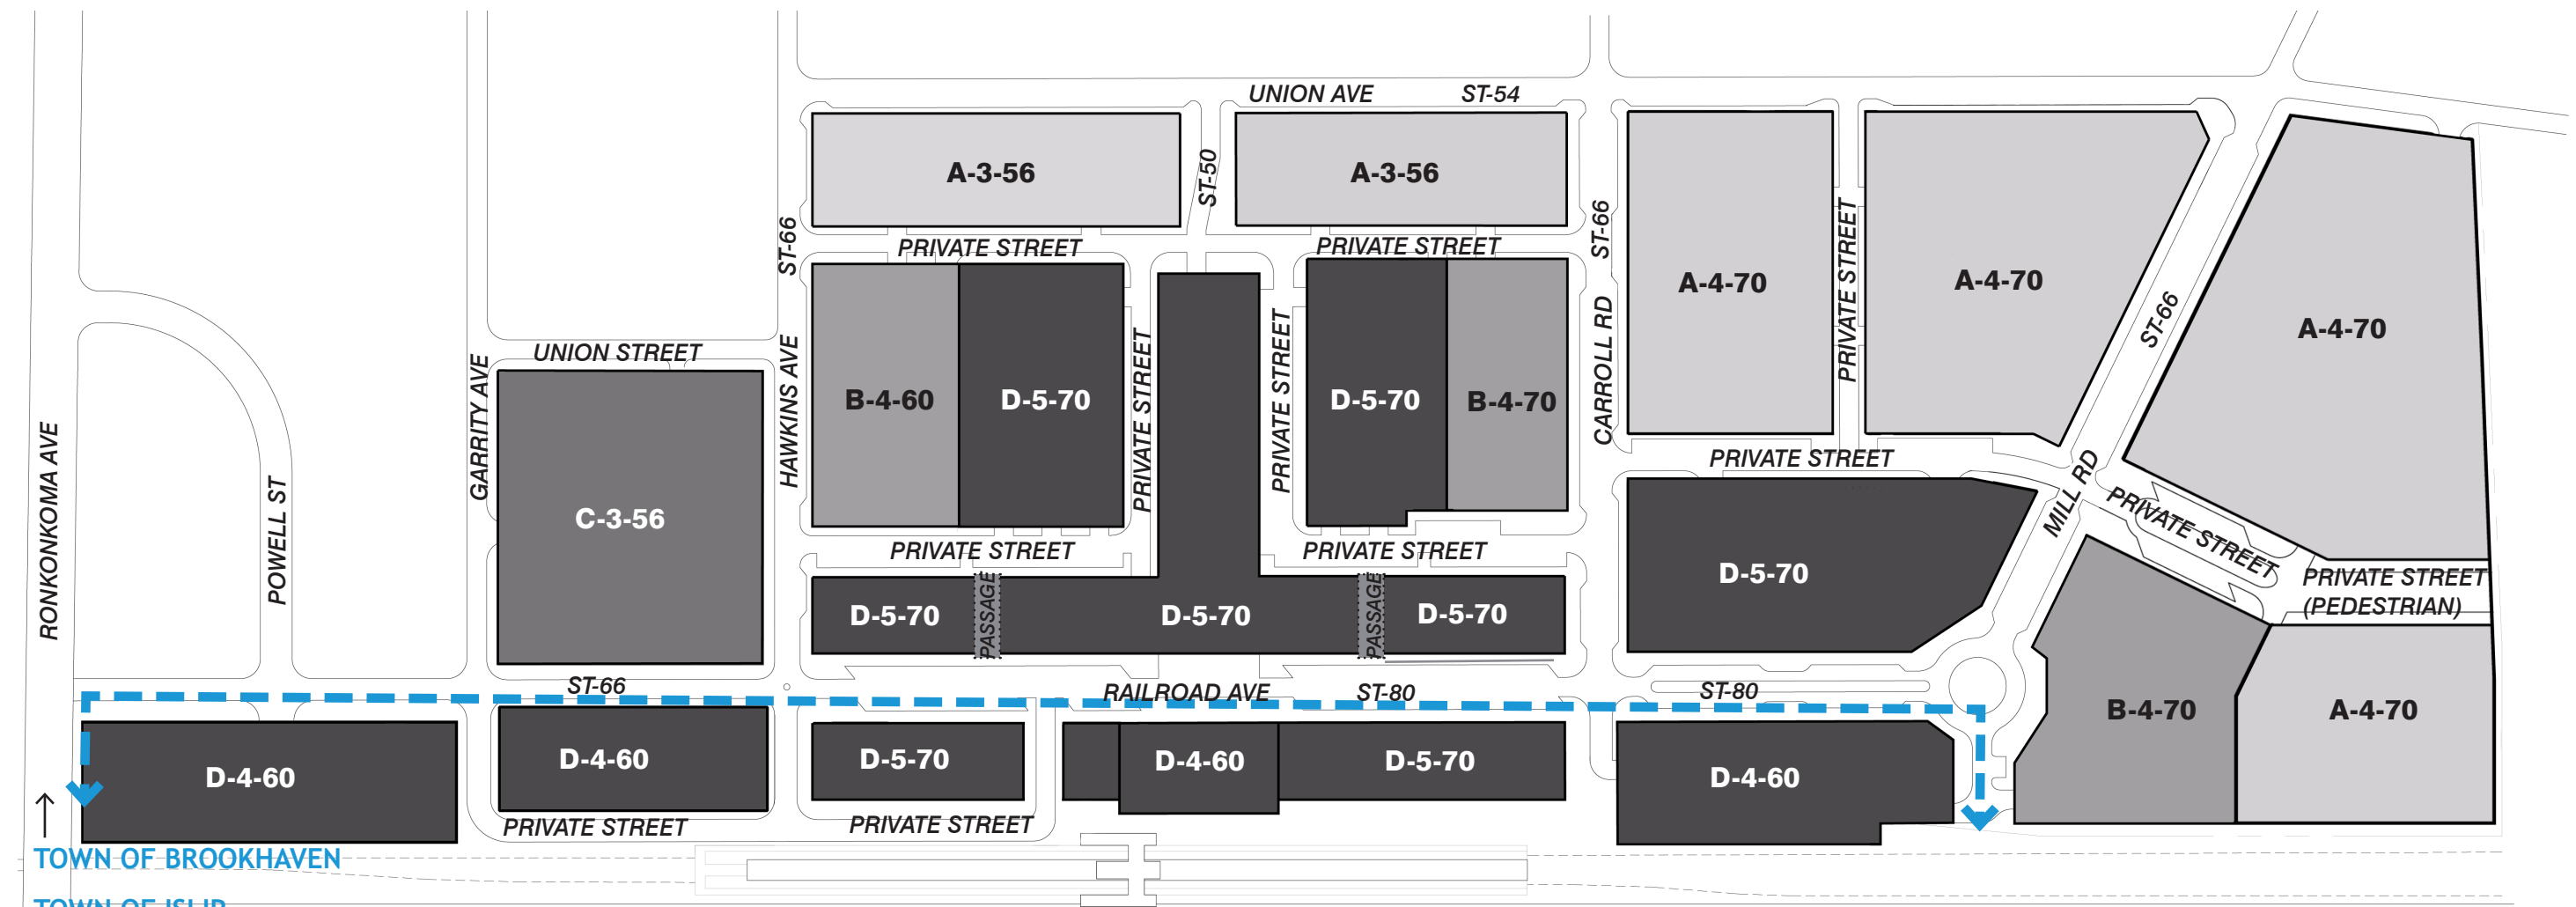 UNION AVE
ST-54
A-3-56
ST-50
A-3-56
ST-66
PRIVATE STREET
PRIVATE STREET
ST-66
A-4-70
PRIVATE STREET
A-4-70
ST-66
A-4-70
UNION STREET
GARRITY AVE
HAWKINS AVE
B-4-60
D-5-70
PRIVATE STREET
PRIVATE STREET
D-5-70
B-4-70
CARROLL RD
PRIVATE STREET
MILL RD
PRIVATE STREET
RONKONKOMA AVE
POWELL ST
C-3-56
PRIVATE STREET
PRIVATE STREET
D-5-70
PRIVATE STREET
(PEDESTRIAN)
D-5-70
PASSAGE
D-5-70
PASSAGE
D-5-70
ST-66
RAILROAD AVE
ST-80
ST-80
B-4-70
A-4-70
D-4-60
D-4-60
D-5-70
D-4-60
D-5-70
D-4-60
PRIVATE STREET
PRIVATE STREET
TOWN OF BROOKHAVEN
TOWN OF ISLIP